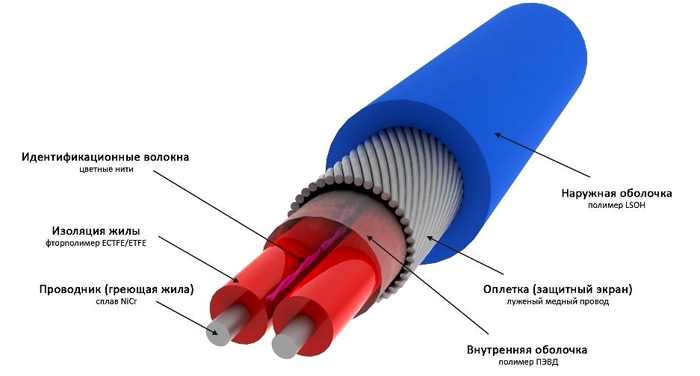 Идентификационные волокна
цветные нити
Изоляция жилы
фторполимер ECTFE/ETFE
Проводник (греющая жила)
сплав NiCr
Наружная оболочка
полимер LSOH
Оплетка (защитный экран)
луженый медный провод
Внутренняя оболочка
полимер ПЭВД